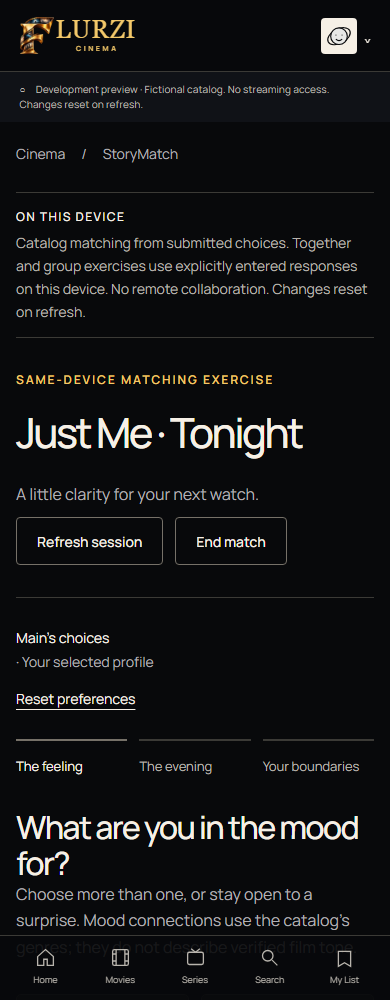 FLURZI
CINEMA
Development preview · Fictional catalog. No streaming access.
Changes reset on refresh.
Cinema / StoryMatch
ON THIS DEVICE
Catalog matching from submitted choices. Together
and group exercises use explicitly entered responses
on this device. No remote collaboration. Changes reset
on refresh.
SAME-DEVICE MATCHING EXERCISE
Just Me · Tonight
A little clarity for your next watch.
Refresh session End match
Main's choices
· Your selected profile
Reset preferences
The feeling The evening Your boundaries
What are you in the mood
for?
Choose more than one, or stay open to a
surprise. Mood connections use the catalog's
genres; they do not describe verified film tone.
Home Movies Series Search My List